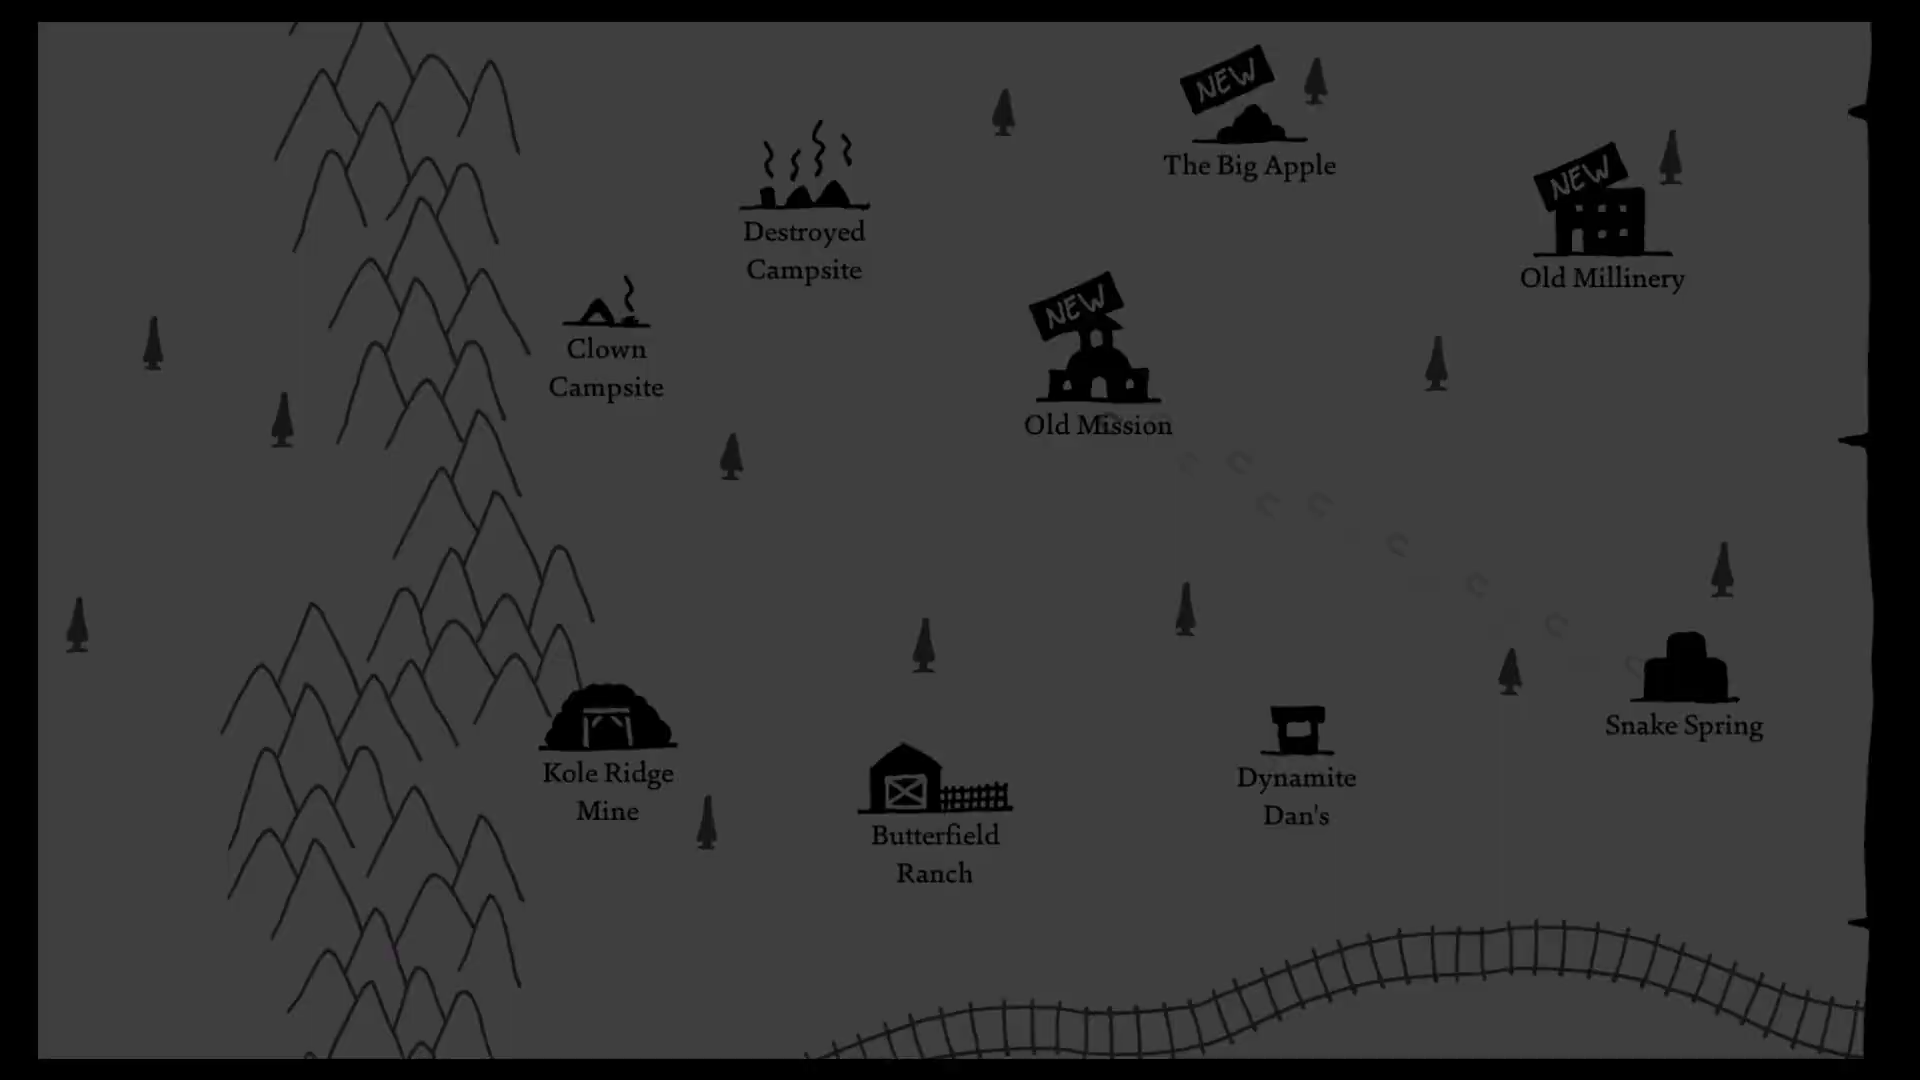 NEW
The Big Apple
NEW
Old Millinery
Destroyed
Campsite
NEW
Old Mission
Clown
Campsite
Snake Spring
Kole Ridge
Mine
Dynamite
Dan's
Butterfield
Ranch